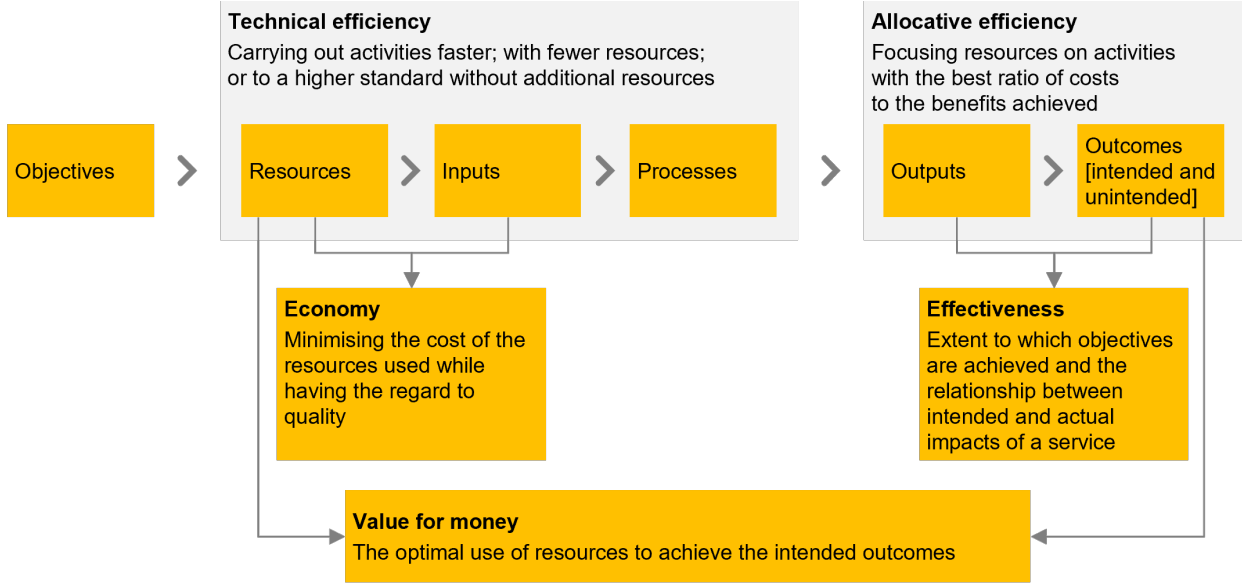 Technical efficiency
Carrying out activities faster; with fewer resources;
or to a higher standard without additional resources
Allocative efficiency
Focusing resources on activities
with the best ratio of costs
to the benefits achieved
Objectives
Resources
Inputs
Processes
Outputs
Outcomes
[intended and
unintended]
Economy
Minimising the cost of the
resources used while
having the regard to
quality
Effectiveness
Extent to which objectives
are achieved and the
relationship between
intended and actual
impacts of a service
Value for money
The optimal use of resources to achieve the intended outcomes